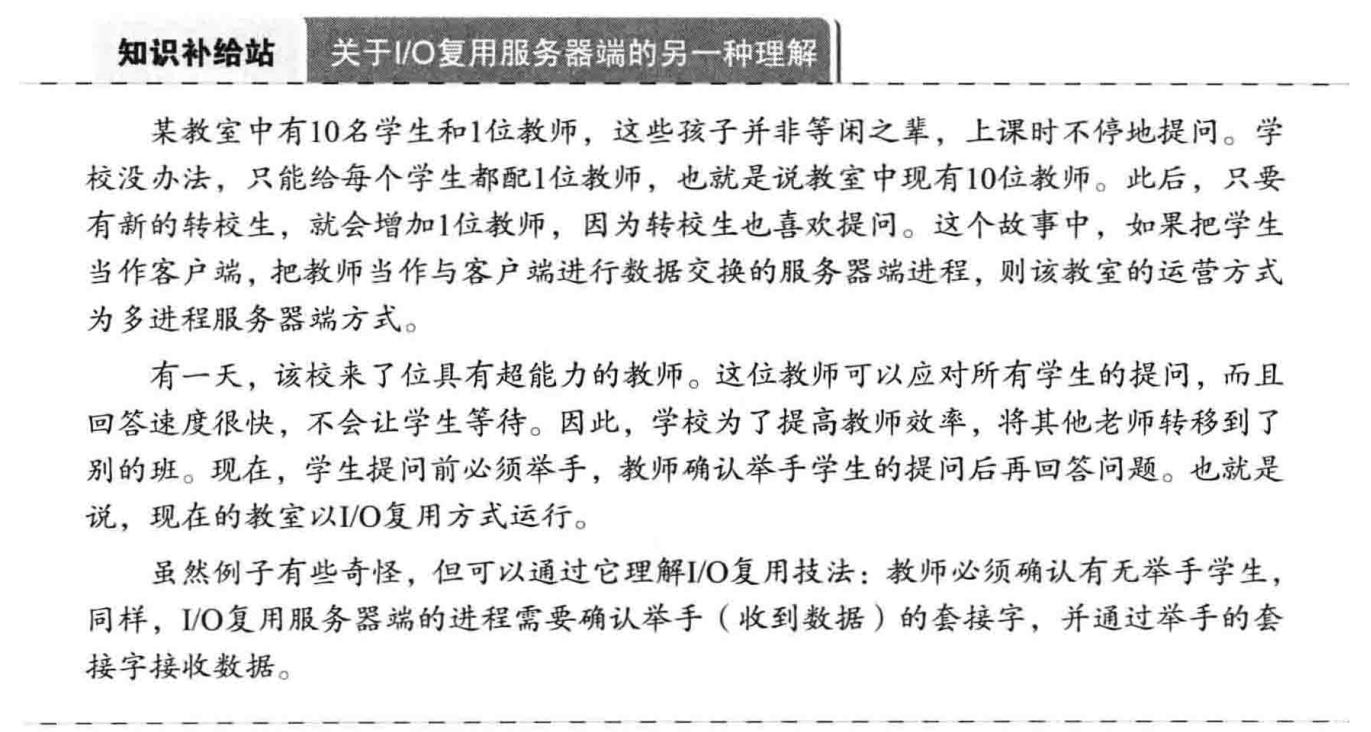 知识补给站 关于I/O复用服务器端的另一种理解
某教室中有10名学生和1位教师，这些孩子并非等闲之辈，上课时不停地提问。学
校没办法，只能给每个学生都配1位教师，也就是说教室中现有10位教师。此后，只要
有新的转校生，就会增加1位教师，因为转校生也喜欢提问。这个故事中，如果把学生
当作客户端，把教师当作与客户端进行数据交换的服务器端进程，则该教室的运营方式
为多进程服务器端方式。
有一天，该校来了位具有超能力的教师。这位教师可以应对所有学生的提问，而且
回答速度很快，不会让学生等待。因此，学校为了提高教师效率，将其他老师转移到了
别的班。现在，学生提问前必须举手，教师确认举手学生的提问后再回答问题。也就是
说，现在的教室以I/O复用方式运行。
虽然例子有些奇怪，但可以通过它理解I/O复用技法：教师必须确认有无举手学生，
同样，I/O复用服务器端的进程需要确认举手（收到数据）的套接字，并通过举手的套
接字接收数据。